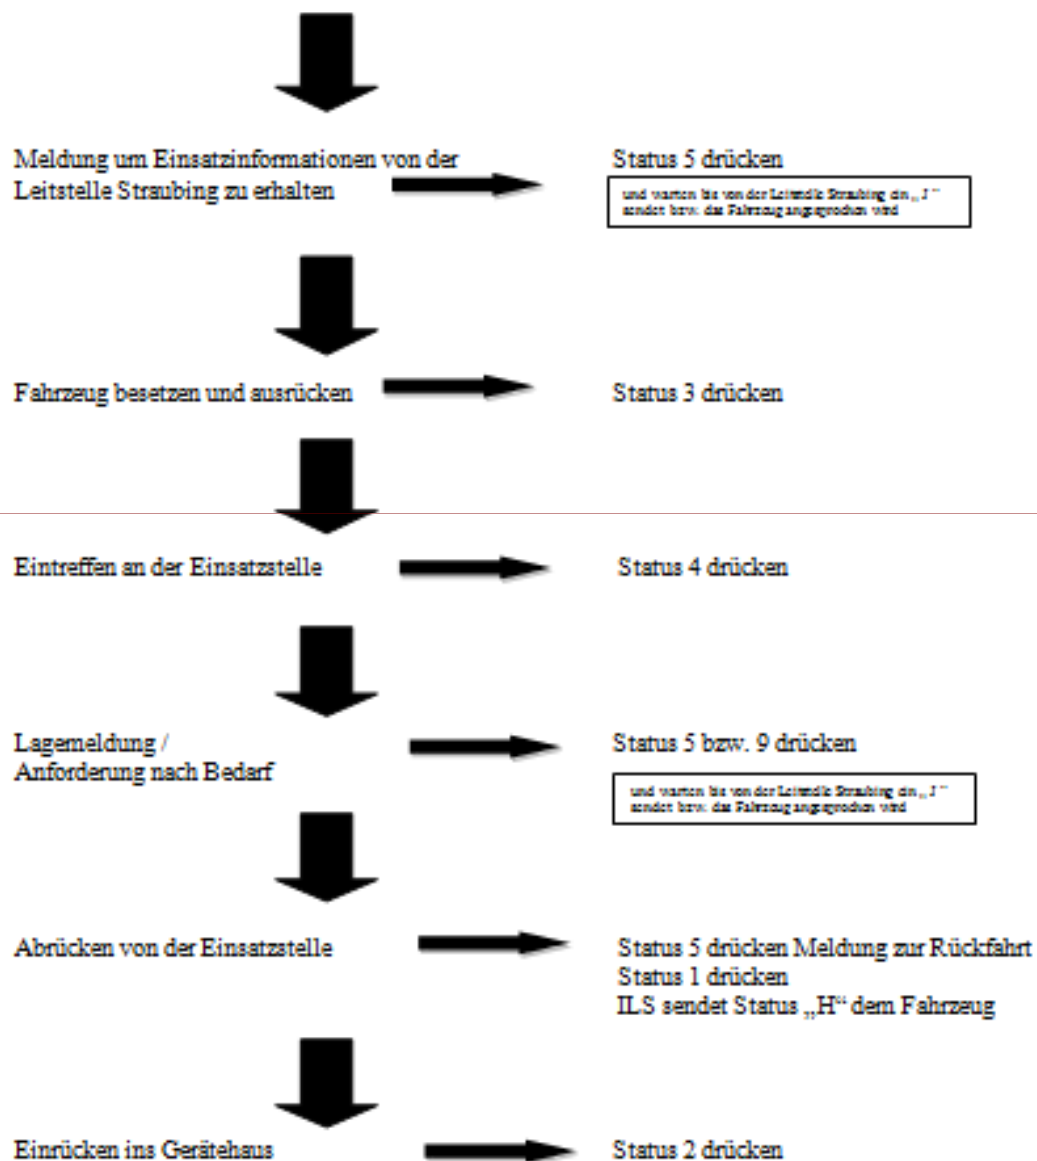 Meldung um Einsatzinformationen von der
Leitstelle Straubing zu erhalten
Status 5 drücken
und warten bis von der Leitstelle Straubing ein „ J “
sendet bzw. das Fahrzeug angesprochen wird
Fahrzeug besetzen und ausrücken
Status 3 drücken
Eintreffen an der Einsatzstelle
Status 4 drücken
Lagemeldung /
Anforderung nach Bedarf
Status 5 bzw. 9 drücken
und warten bis von der Leitstelle Straubing ein „ J “
sendet bzw. das Fahrzeug angesprochen wird
Abrücken von der Einsatzstelle
Status 5 drücken Meldung zur Rückfahrt
Status 1 drücken
ILS sendet Status „H“ dem Fahrzeug
Einrücken ins Gerätehaus
Status 2 drücken